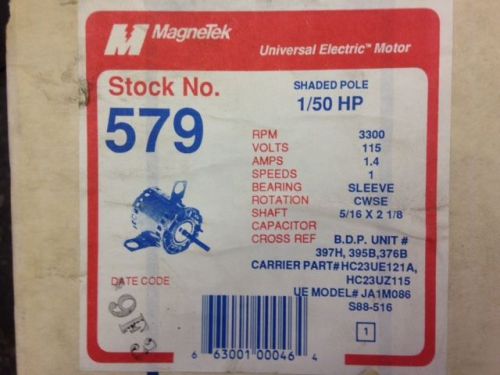 MagneTek
Universal Electric™ Motor
Stock No.
579
SHADED POLE
1/50 HP
RPM 3300
VOLTS 115
AMPS 1.4
SPEEDS 1
BEARING SLEEVE
ROTATION CWSE
SHAFT 5/16 X 2 1/8
CAPACITOR
CROSS REF B.D.P. UNIT #
397H, 395B,376B
CARRIER PART#HC23UE121A,
HC23UZ115
UE MODEL# JA1M086
S88-516
DATE CODE
9F3
1
6 63001 00046 4